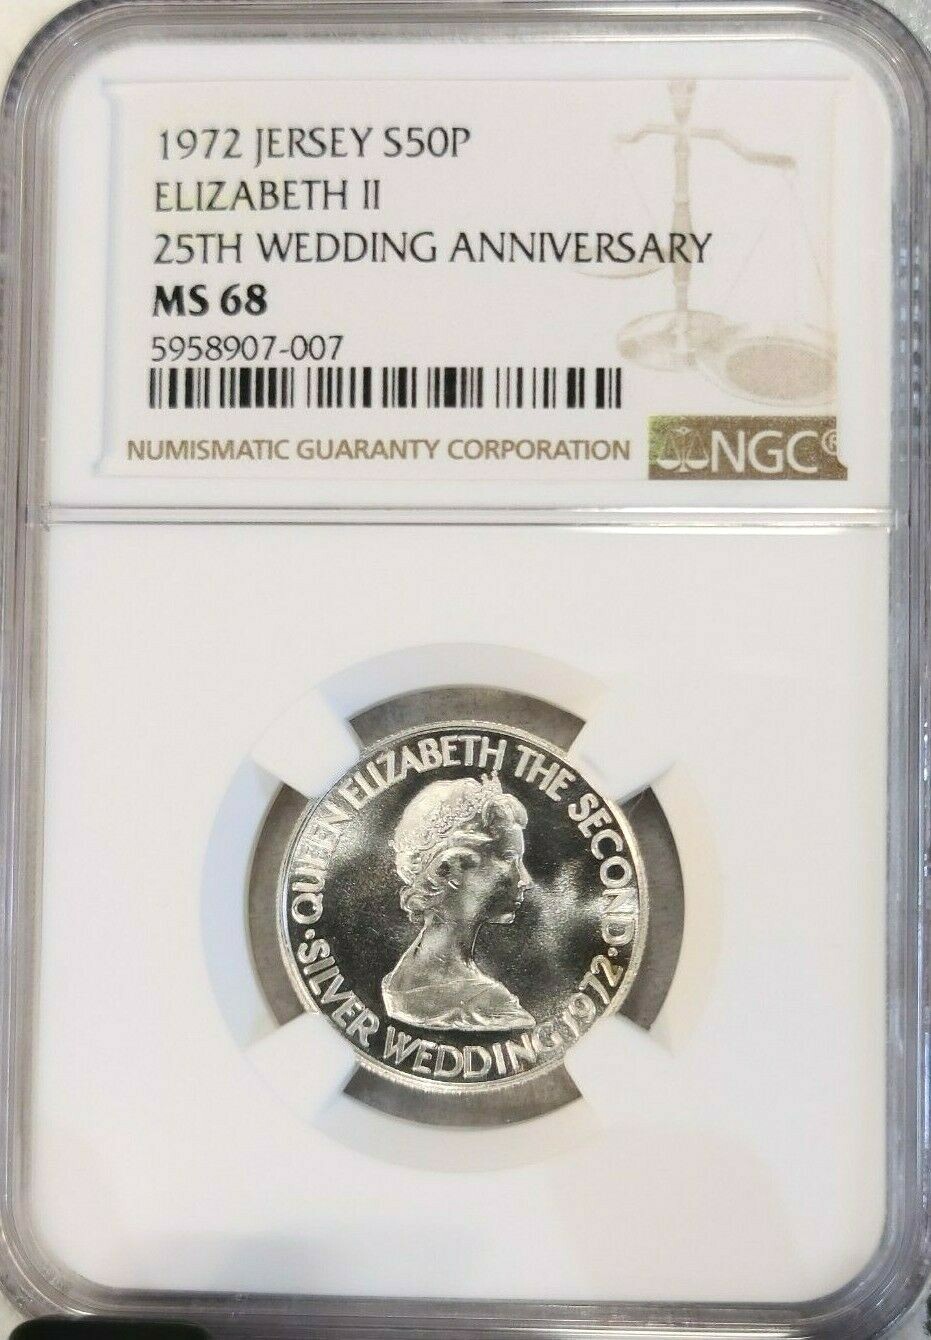 1972 JERSEY S50P
ELIZABETH II
25TH WEDDING ANNIVERSARY
MS 68
5958907-007
NUMISMATIC GUARANTY CORPORATION
NGC®
QUEEN ELIZABETH THE SECOND ·
SILVER WEDDING 1972 ·